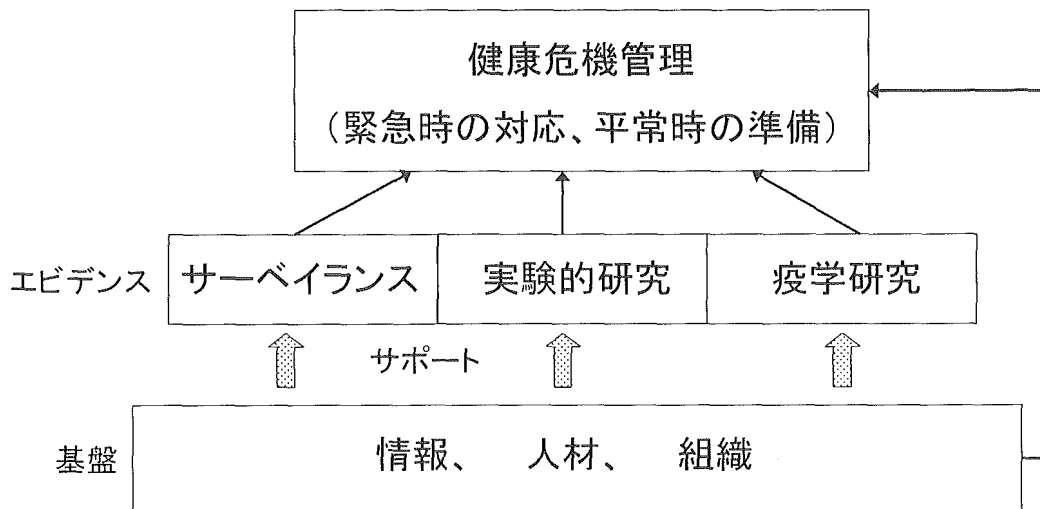 健康危機管理
（緊急時の対応、平常時の準備）
エビデンス
サーベイランス
実験的研究
疫学研究
サポート
基盤
情報、 人材、 組織